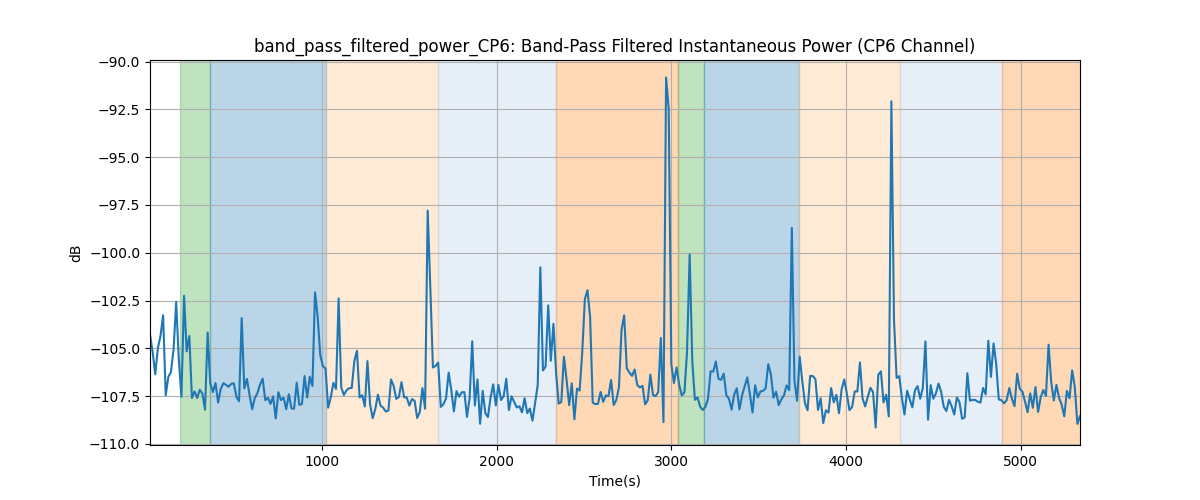 band_pass_filtered_power_CP6: Band-Pass Filtered Instantaneous Power (CP6 Channel)
−90.0
−92.5
−95.0
−97.5
−100.0
−102.5
−105.0
−107.5
−110.0
dB
1000 2000 3000 4000 5000
Time(s)